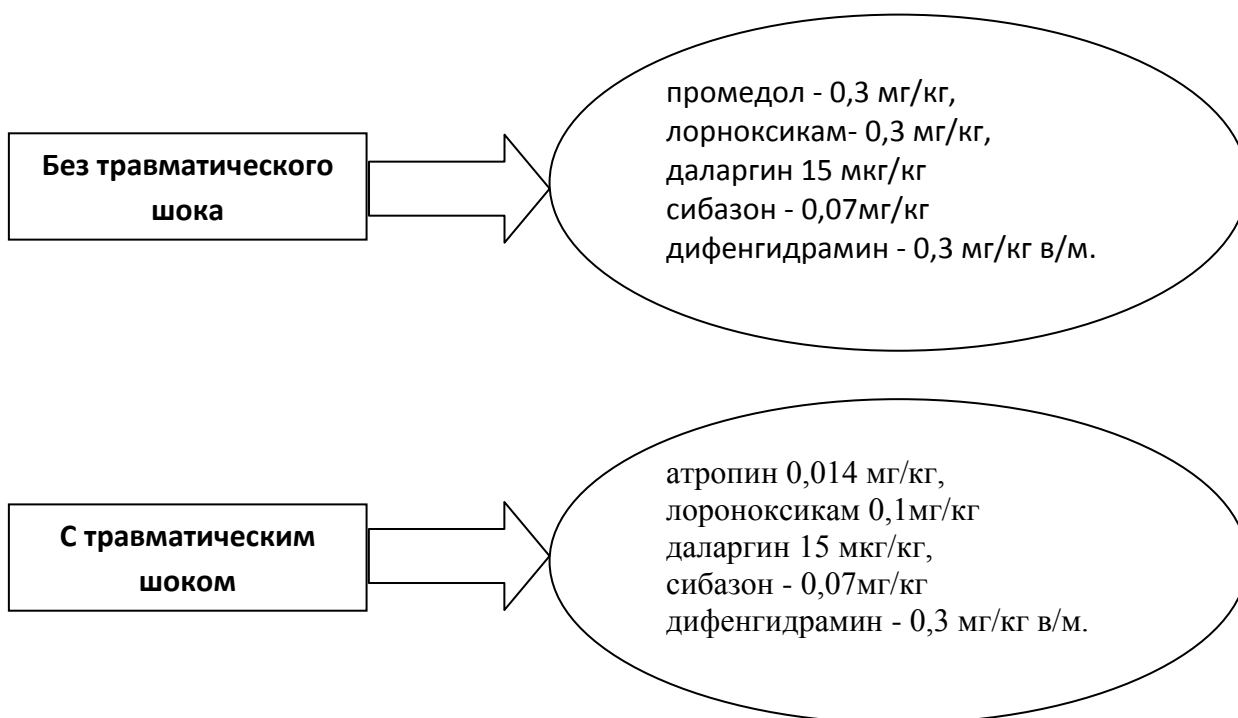 Без травматического
шока
промедол - 0,3 мг/кг,
лорноксикам- 0,3 мг/кг,
даларгин 15 мкг/кг
сибазон - 0,07мг/кг
дифенгидрамин - 0,3 мг/кг в/м.
С травматическим
шоком
атропин 0,014 мг/кг,
лороноксикам 0,1мг/кг
даларгин 15 мкг/кг,
сибазон - 0,07мг/кг
дифенгидрамин - 0,3 мг/кг в/м.